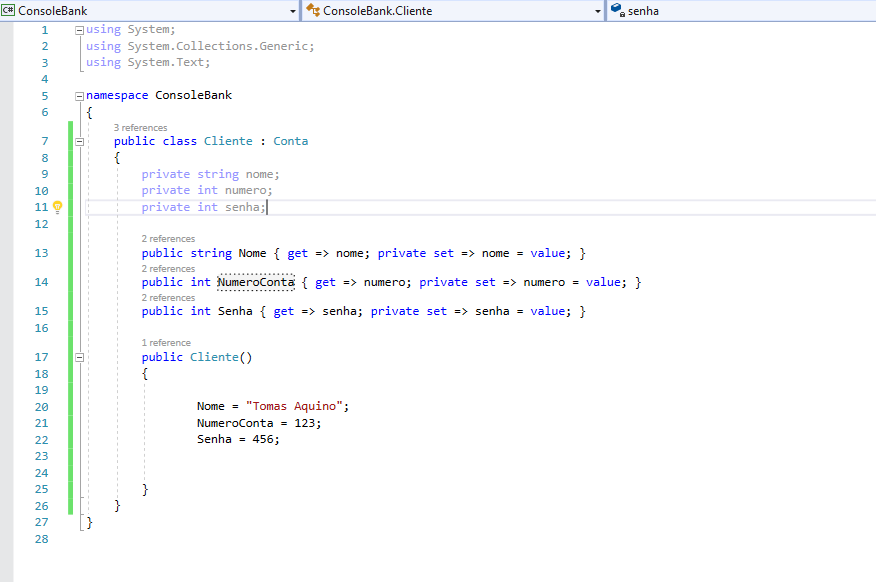 C# ConsoleBank ConsoleBank.Cliente senha
1 using System;
2 using System.Collections.Generic;
3 using System.Text;
4
5 namespace ConsoleBank
6 {
3 references
7 public class Cliente : Conta
8 {
9 private string nome;
10 private int numero;
11 private int senha;
12
2 references
13 public string Nome { get => nome; private set => nome = value; }
2 references
14 public int NumeroConta { get => numero; private set => numero = value; }
2 references
15 public int Senha { get => senha; private set => senha = value; }
16
1 reference
17 public Cliente()
18 {
19
20 Nome = "Tomas Aquino";
21 NumeroConta = 123;
22 Senha = 456;
23
24
25 }
26 }
27 }
28